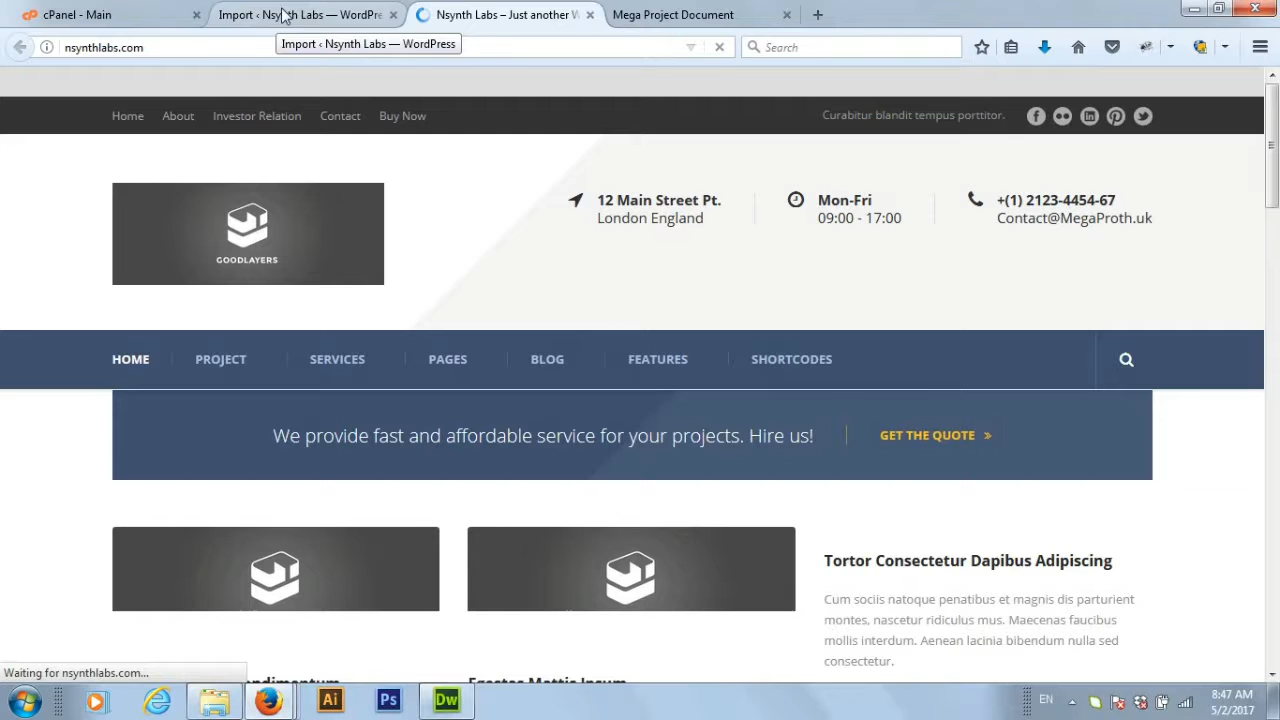 cPanel - Main
Import ‹ Nsynth Labs — WordPre
Nsynth Labs – Just another W
Mega Project Document
nsynthlabs.com
Import ‹ Nsynth Labs — WordPress
Search
Home About Investor Relation Contact Buy Now
Curabitur blandit tempus porttitor.
GOODLAYERS
12 Main Street Pt.
London England
Mon-Fri
09:00 - 17:00
+(1) 2123-4454-67
Contact@MegaProth.uk
HOME PROJECT SERVICES PAGES BLOG FEATURES SHORTCODES
We provide fast and affordable service for your projects. Hire us!
GET THE QUOTE »
Tortor Consectetur Dapibus Adipiscing
Cum sociis natoque penatibus et magnis dis parturient
montes, nascetur ridiculus mus. Maecenas faucibus
mollis interdum. Aenean lacinia bibendum nulla sed
consectetur.
Egestas Mattis Ipsum
Waiting for nsynthlabs.com...
Ai
Ps
Dw
EN
8:47 AM
5/2/2017